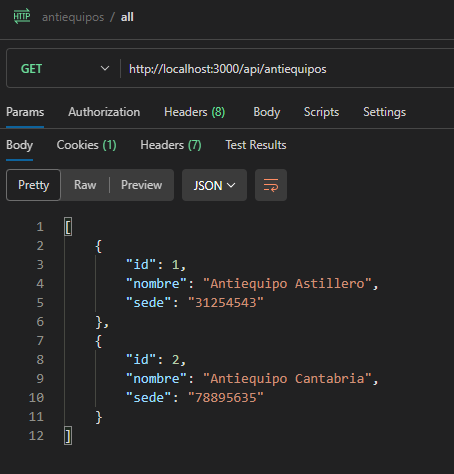 HTTP antiequipos / all
GET http://localhost:3000/api/antiequipos
Params Authorization Headers (8) Body Scripts Settings
Body Cookies (1) Headers (7) Test Results
Pretty Raw Preview JSON
1 [
2 {
3 "id": 1,
4 "nombre": "Antiequipo Astillero",
5 "sede": "31254543"
6 },
7 {
8 "id": 2,
9 "nombre": "Antiequipo Cantabria",
10 "sede": "78895635"
11 }
12 ]